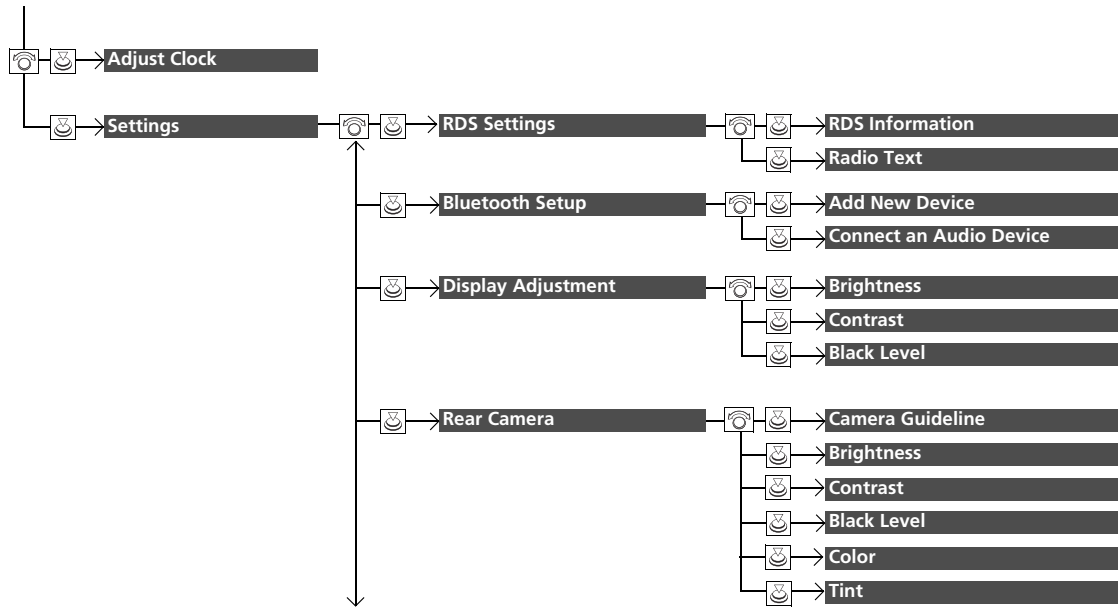 Adjust Clock
Settings
RDS Settings
RDS Information
Radio Text
Bluetooth Setup
Add New Device
Connect an Audio Device
Display Adjustment
Brightness
Contrast
Black Level
Rear Camera
Camera Guideline
Brightness
Contrast
Black Level
Color
Tint